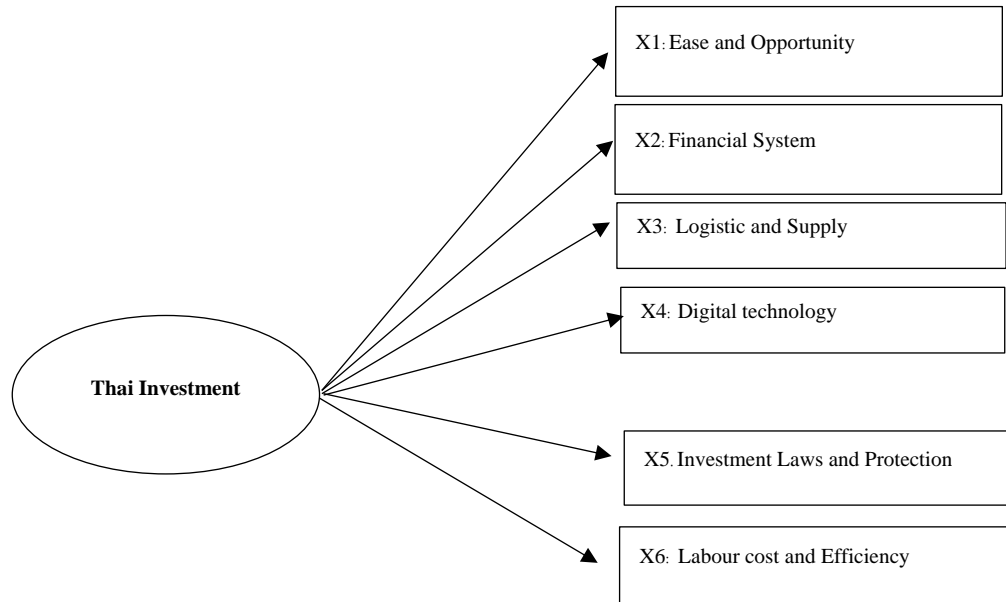 X1: Ease and Opportunity
X2: Financial System
X3: Logistic and Supply
X4: Digital technology
Thai Investment
X5. Investment Laws and Protection
X6: Labour cost and Efficiency